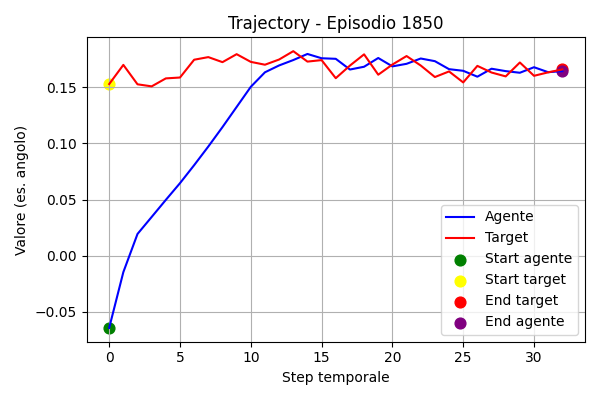 Trajectory - Episodio 1850
Valore (es. angolo)
0.15
0.10
0.05
0.00
−0.05
0
5
10
15
20
25
30
Step temporale
Agente
Target
Start agente
Start target
End target
End agente